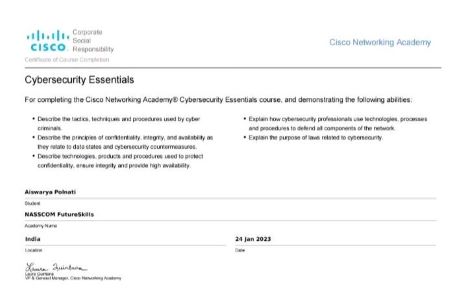 Corporate
Social
Responsibility
CISCO
Cisco Networking Academy
Certificate of Course Completion
Cybersecurity Essentials
For completing the Cisco Networking Academy® Cybersecurity Essentials course, and demonstrating the following abilities:
• Describe the tactics, techniques and procedures used by cyber
criminals.
• Describe the principles of confidentiality, integrity, and availability as
they relate to data states and cybersecurity countermeasures.
• Describe technologies, products and procedures used to protect
confidentiality, ensure integrity and provide high availability.
• Explain how cybersecurity professionals use technologies, processes
and procedures to defend all components of the network.
• Explain the purpose of laws related to cybersecurity.
Aiswarya Polnati
Student
NASSCOM FutureSkills
Academy Name
India
Location
24 Jan 2023
Date
Laura Quintana
Laura Quintana
VP & General Manager, Cisco Networking Academy